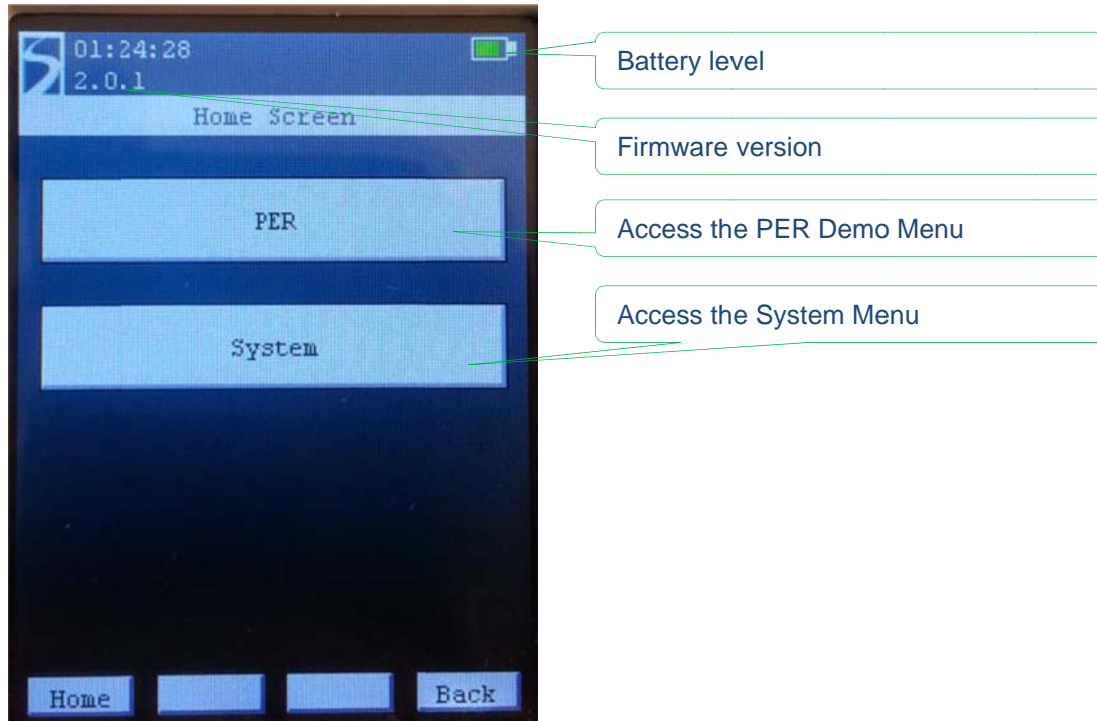 01:24:28
2.0.1
Home Screen
PER
System
Home
Back
Battery level
Firmware version
Access the PER Demo Menu
Access the System Menu